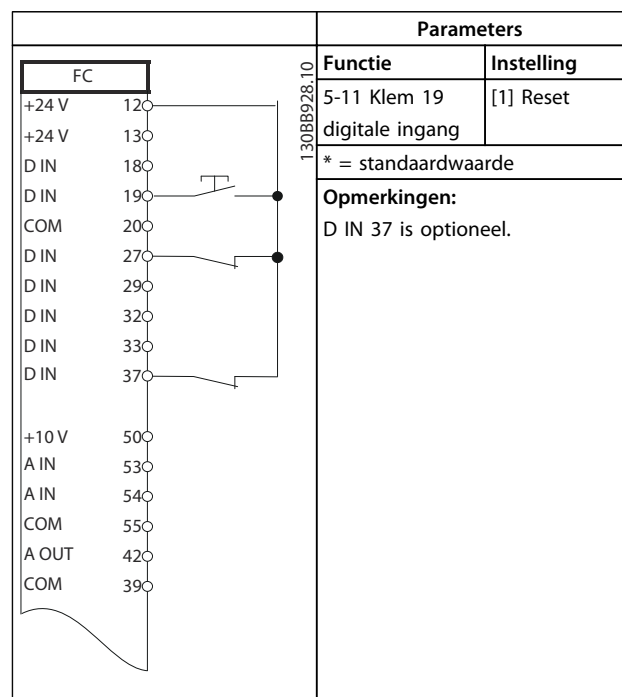 Parameters
FC
+24 V 12
+24 V 13
D IN 18
D IN 19
COM 20
D IN 27
D IN 29
D IN 32
D IN 33
D IN 37
+10 V 50
A IN 53
A IN 54
COM 55
A OUT 42
COM 39
130BB928.10
Functie Instelling
5-11 Klem 19 [1] Reset
digitale ingang
* = standaardwaarde
Opmerkingen:
D IN 37 is optioneel.